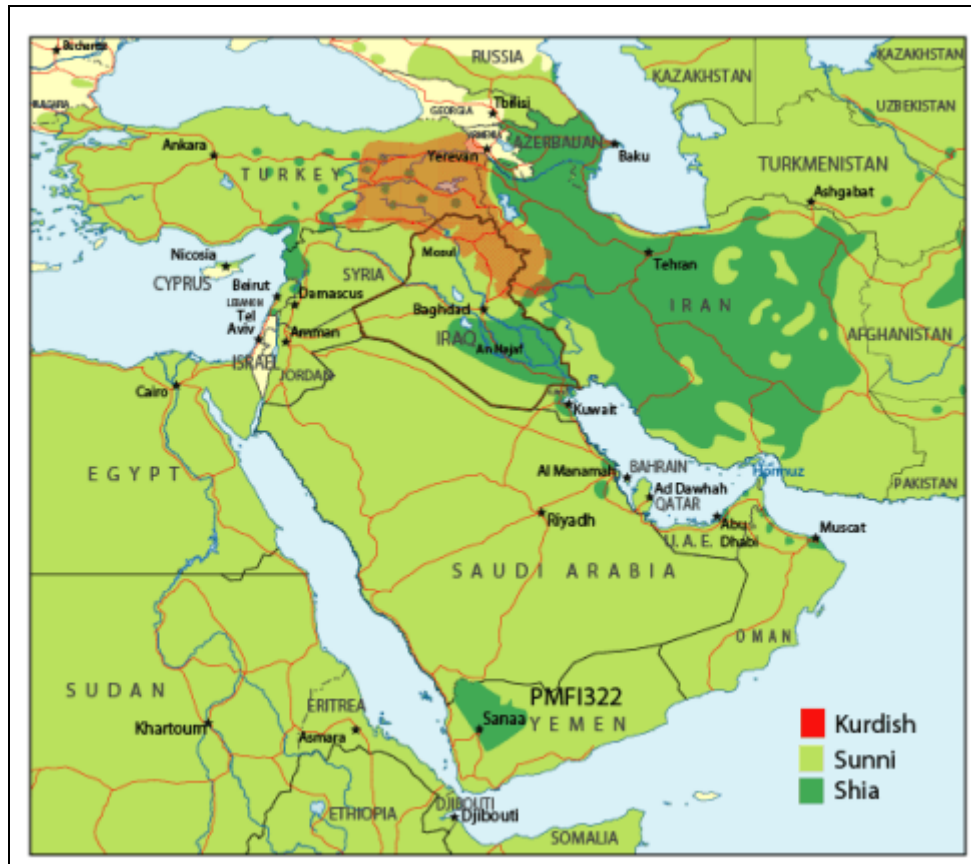 Bucharest
RUSSIA
KAZAKHSTAN
KAZAKHSTAN
GEORGIA
Tbilisi
UZBEKISTAN
Ankara
TURKEY
Yerevan
ARMENIA
AZERBAIJAN
Baku
TURKMENISTAN
Ashgabat
Nicosia
CYPRUS
Mosul
SYRIA
Tehran
Beirut
LEBANON
Damascus
IRAN
Tel
Aviv
Amman
Baghdad
IRAQ
An Najaf
AFGHANISTAN
ISRAEL
JORDAN
Cairo
Kuwait
EGYPT
Al Manamah
BAHRAIN
Hormuz
PAKISTAN
Ad Dawhah
QATAR
Riyadh
Abu
Dhabi
U. A. E.
Muscat
SAUDI ARABIA
OMAN
SUDAN
ERITREA
PMFI322
Sanaa
YEMEN
Khartoum
Asmara
Kurdish
Sunni
Shia
ETHIOPIA
DJIBOUTI
Djibouti
SOMALIA